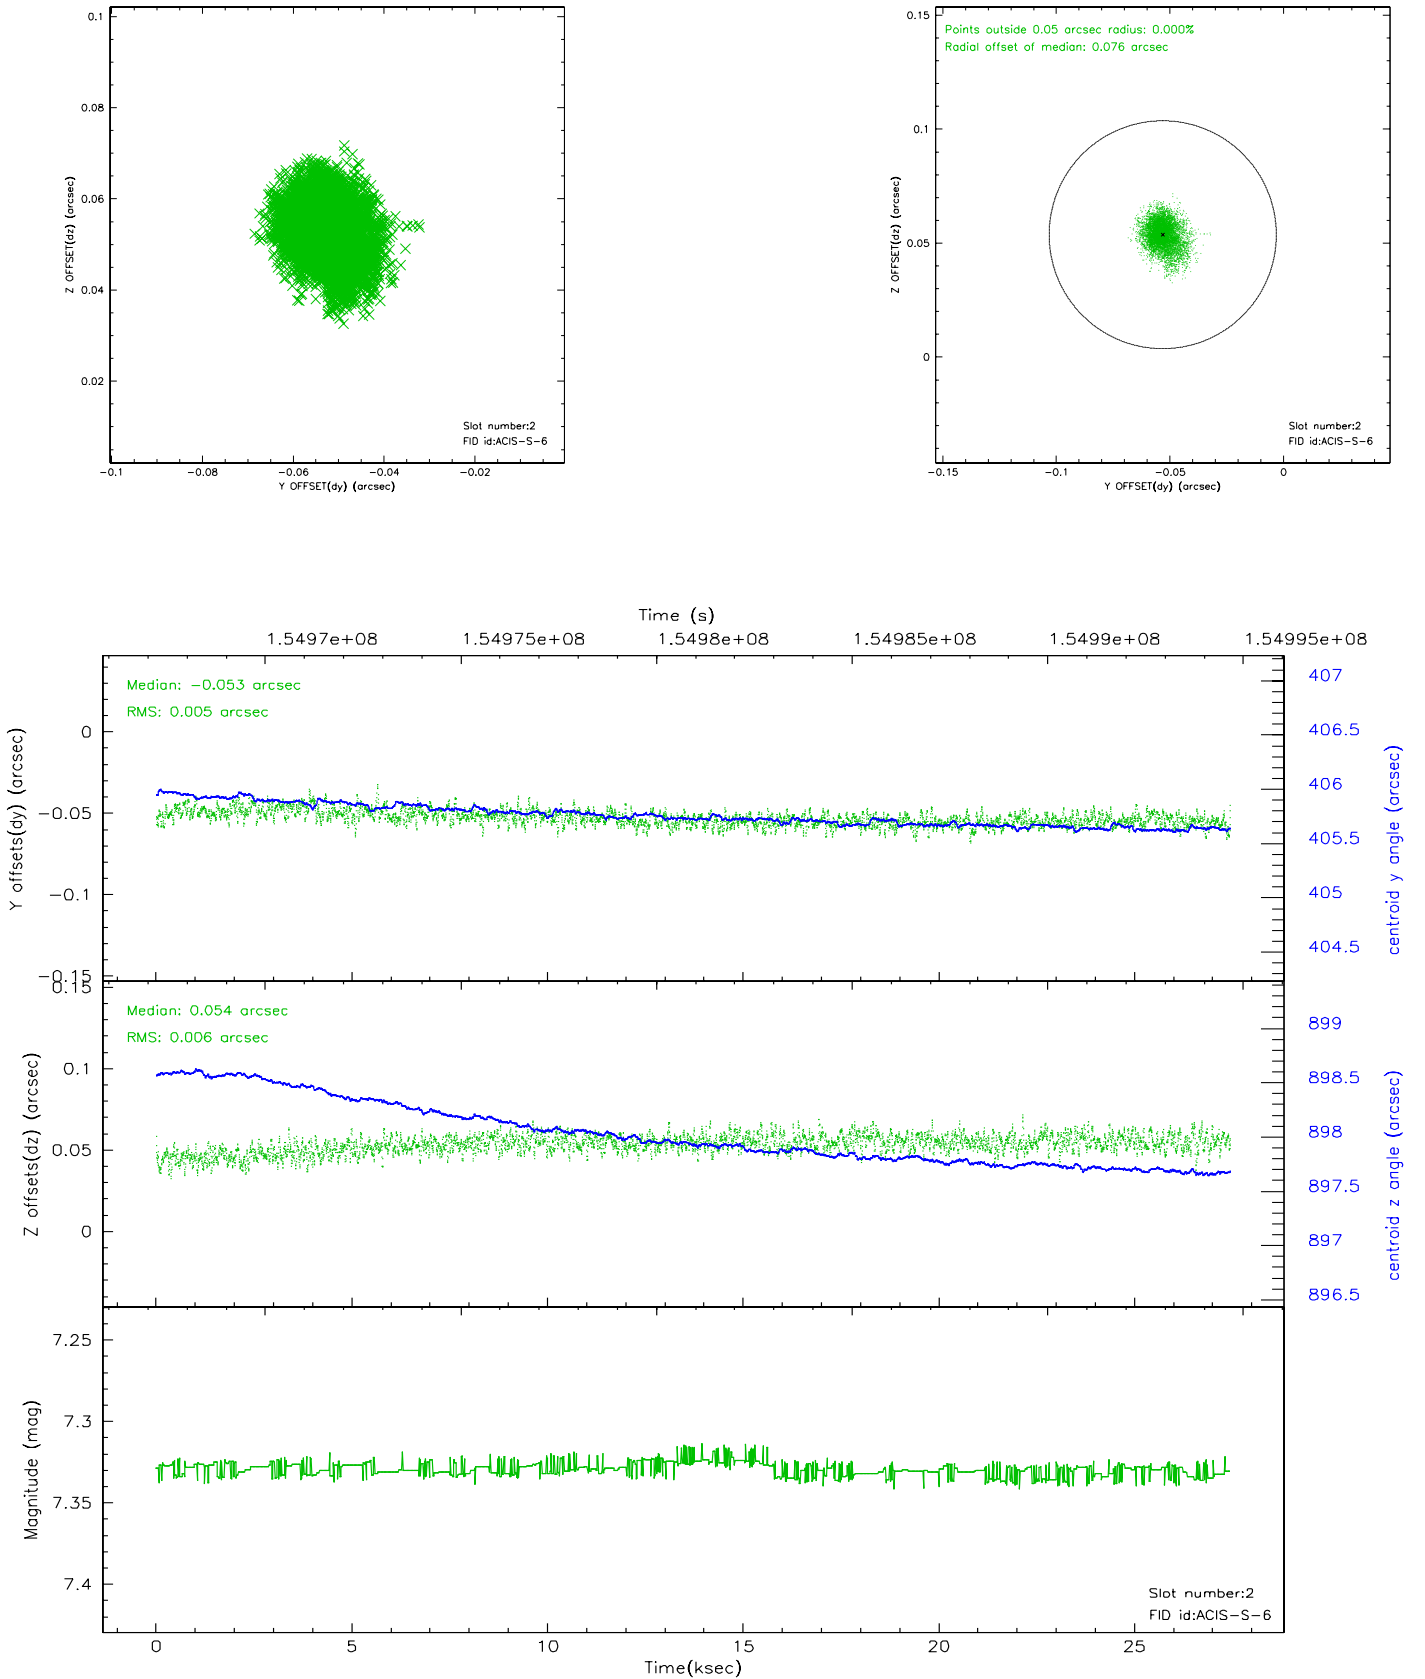 0.1
0.08
0.06
0.04
0.02
Z OFFSET(dz) (arcsec)
Slot number:2
FID id:ACIS-S-6
-0.1 -0.08 -0.06 -0.04 -0.02
Y OFFSET(dy) (arcsec)
Points outside 0.05 arcsec radius: 0.000%
Radial offset of median: 0.076 arcsec
0.15
0.1
0.05
0
Z OFFSET(dz) (arcsec)
Slot number:2
FID id:ACIS-S-6
-0.15 -0.1 -0.05 0
Y OFFSET(dy) (arcsec)
Time (s)
1.5497e+08 1.54975e+08 1.5498e+08 1.54985e+08 1.5499e+08 1.54995e+08
Median: -0.053 arcsec
RMS: 0.005 arcsec
0
-0.05
-0.1
-0.15
Y offsets(dy) (arcsec)
407
406.5
406
405.5
405
404.5
centroid y angle (arcsec)
Median: 0.054 arcsec
RMS: 0.006 arcsec
0.15
0.1
0.05
0
Z offsets(dz) (arcsec)
899
898.5
898
897.5
897
896.5
centroid z angle (arcsec)
7.25
7.3
7.35
7.4
Magnitude (mag)
Slot number:2
FID id:ACIS-S-6
0 5 10 15 20 25
Time(ksec)